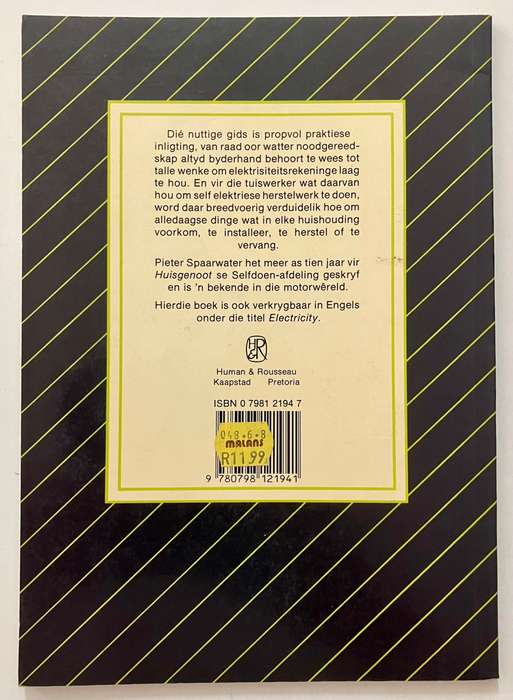 Dié nuttige gids is propvol praktiese
inligting, van raad oor watter noodgereed-
skap altyd byderhand behoort te wees tot
talle wenke om elektrisiteitsrekeninge laag
te hou. En vir die tuiswerker wat daarvan
hou om self elektriese herstelwerk te doen,
word daar breedvoerig verduidelik hoe om
alledaagse dinge wat in elke huishouding
voorkom, te installeer, te herstel of te
vervang.
Pieter Spaarwater het meer as tien jaar vir
Huisgenoot se Selfdoen-afdeling geskryf
en is 'n bekende in die motorwêreld.
Hierdie boek is ook verkrygbaar in Engels
onder die titel Electricity.
H&R
Human & Rousseau
Kaapstad Pretoria
ISBN 0 7981 2194 7
048•6•8
MALANS
R11.99
9 780798 121941